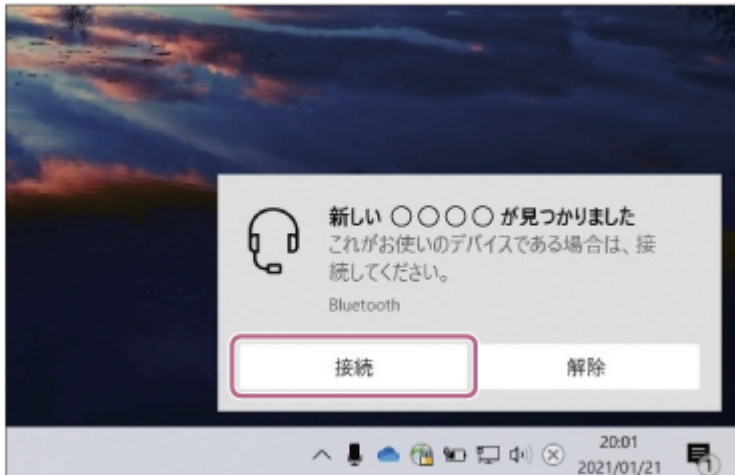 新しい 〇〇〇〇 が見つかりました
これがお使いのデバイスである場合は、接
続してください。
Bluetooth
接続
解除
20:01
2021/01/21
1